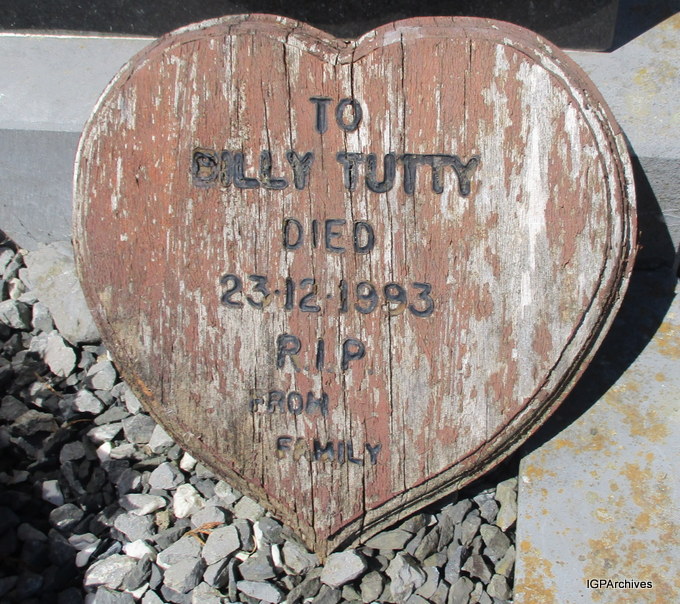 TO
BILLY TUTTY
DIED
23·12·1993
R.I.P
FROM
FAMILY
IGPArchives